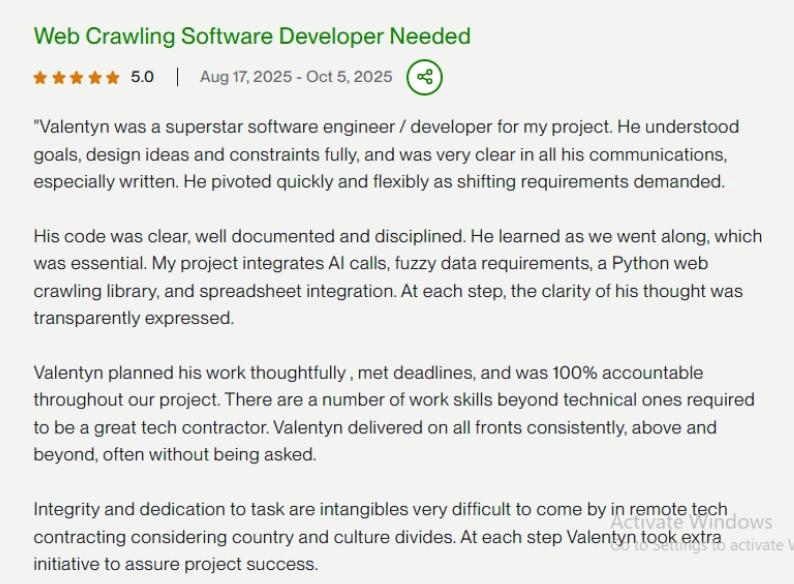 Web Crawling Software Developer Needed
5.0 | Aug 17, 2025 - Oct 5, 2025
"Valentyn was a superstar software engineer / developer for my project. He understood
goals, design ideas and constraints fully, and was very clear in all his communications,
especially written. He pivoted quickly and flexibly as shifting requirements demanded.
His code was clear, well documented and disciplined. He learned as we went along, which
was essential. My project integrates AI calls, fuzzy data requirements, a Python web
crawling library, and spreadsheet integration. At each step, the clarity of his thought was
transparently expressed.
Valentyn planned his work thoughtfully , met deadlines, and was 100% accountable
throughout our project. There are a number of work skills beyond technical ones required
to be a great tech contractor. Valentyn delivered on all fronts consistently, above and
beyond, often without being asked.
Integrity and dedication to task are intangibles very difficult to come by in remote tech
contracting considering country and culture divides. At each step Valentyn took extra
initiative to assure project success.
Activate Windows
Go to Settings to activate W